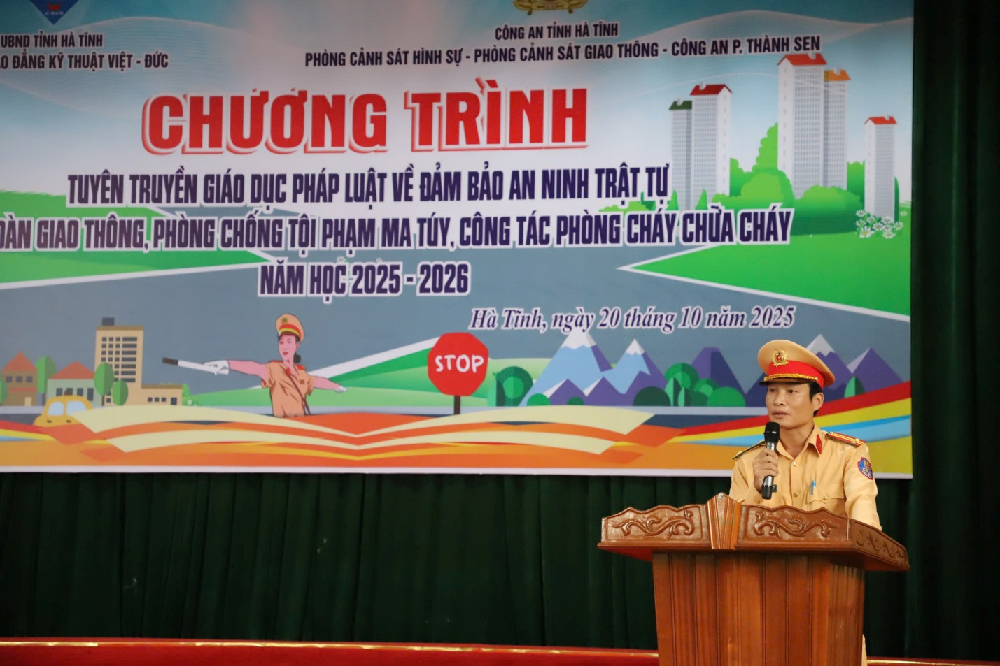 UBND TỈNH HÀ TĨNH
ĐẲNG KỸ THUẬT VIỆT - ĐỨC
CÔNG AN TỈNH HÀ TĨNH
PHÒNG CẢNH SÁT HÌNH SỰ - PHÒNG CẢNH SÁT GIAO THÔNG - CÔNG AN P. THÀNH SEN
CHƯƠNG TRÌNH
TUYÊN TRUYỀN GIÁO DỤC PHÁP LUẬT VỀ ĐẢM BẢO AN NINH TRẬT TỰ
GIAO THÔNG, PHÒNG CHỐNG TỘI PHẠM MA TÚY, CÔNG TÁC PHÒNG CHÁY CHỮA CHÁY
NĂM HỌC 2025 - 2026
Hà Tĩnh, ngày 20 tháng 10 năm 2025
STOP